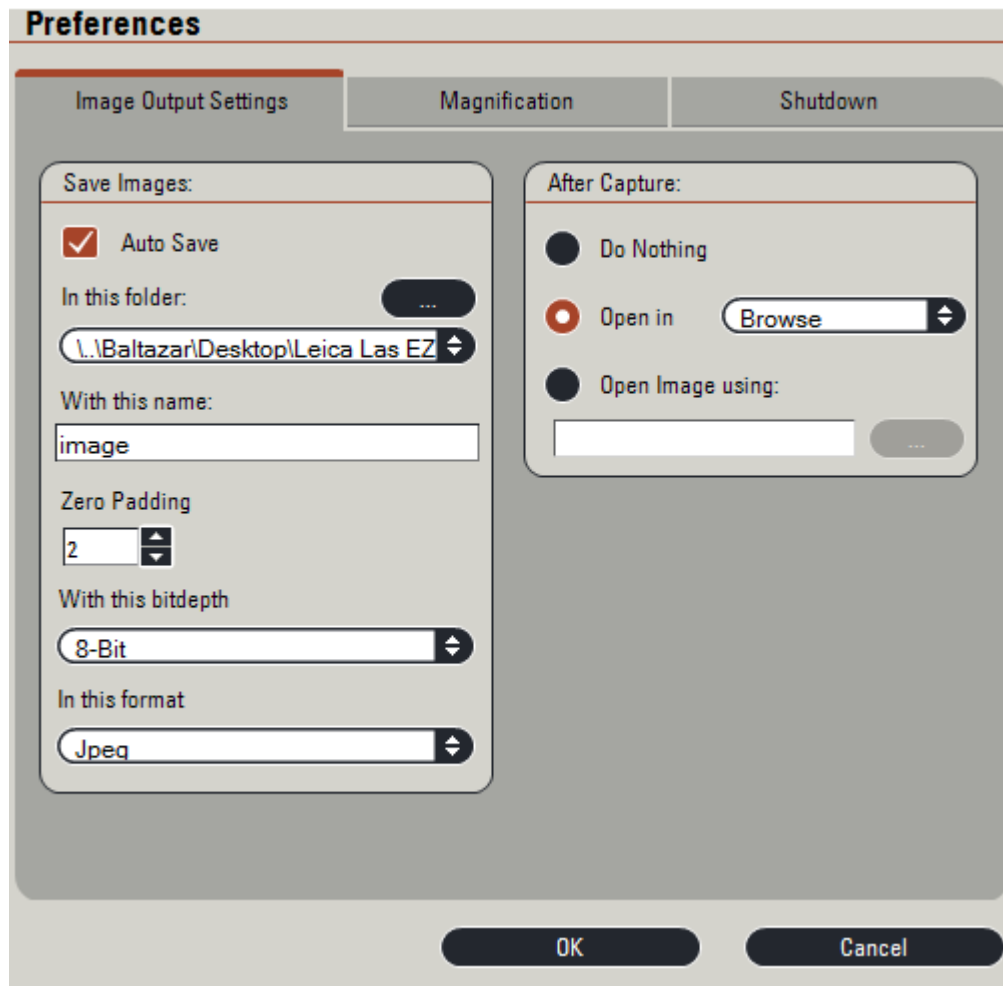 Preferences
Image Output Settings
Magnification
Shutdown
Save Images:
Auto Save
In this folder:
...
\..\Baltazar\Desktop\Leica Las EZ
With this name:
image
Zero Padding
2
With this bitdepth
8-Bit
In this format
Jpeg
After Capture:
Do Nothing
Open in
Browse
Open Image using:
...
OK
Cancel